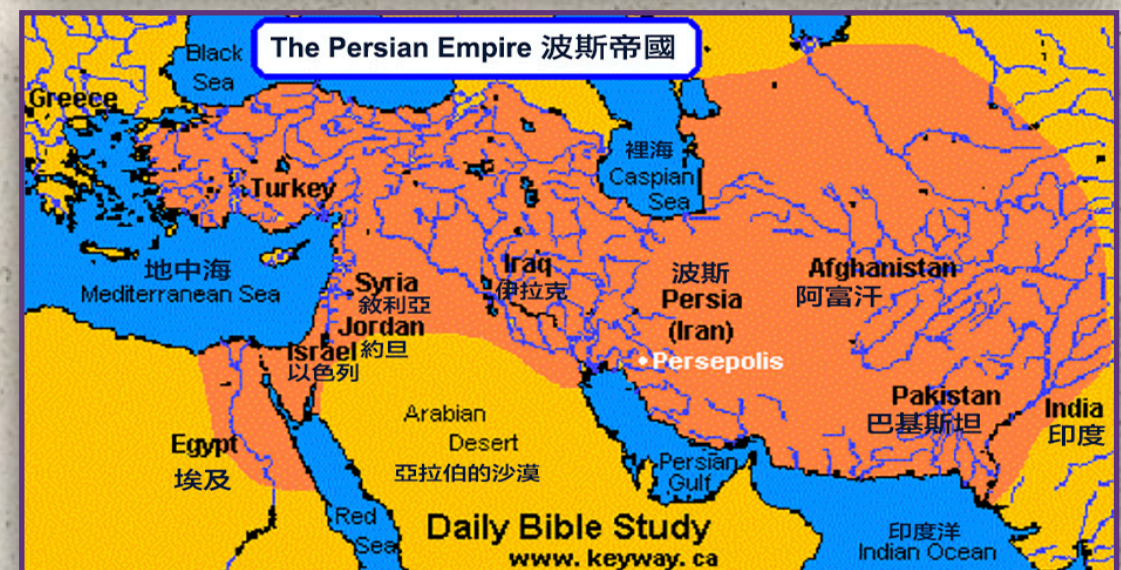 The Persian Empire 波斯帝國
Black
Sea
Greece
裡海
Caspian
Sea
Turkey
地中海
Mediterranean Sea
Syria
敘利亞
Iraq
伊拉克
波斯
Persia
(Iran)
Afghanistan
阿富汗
Jordan
約旦
Israel
以色列
Persepolis
Pakistan
巴基斯坦
India
印度
Arabian
Desert
亞拉伯的沙漠
Egypt
埃及
Persian
Gulf
Red
Sea
Daily Bible Study
www.keyway.ca
印度洋
Indian Ocean